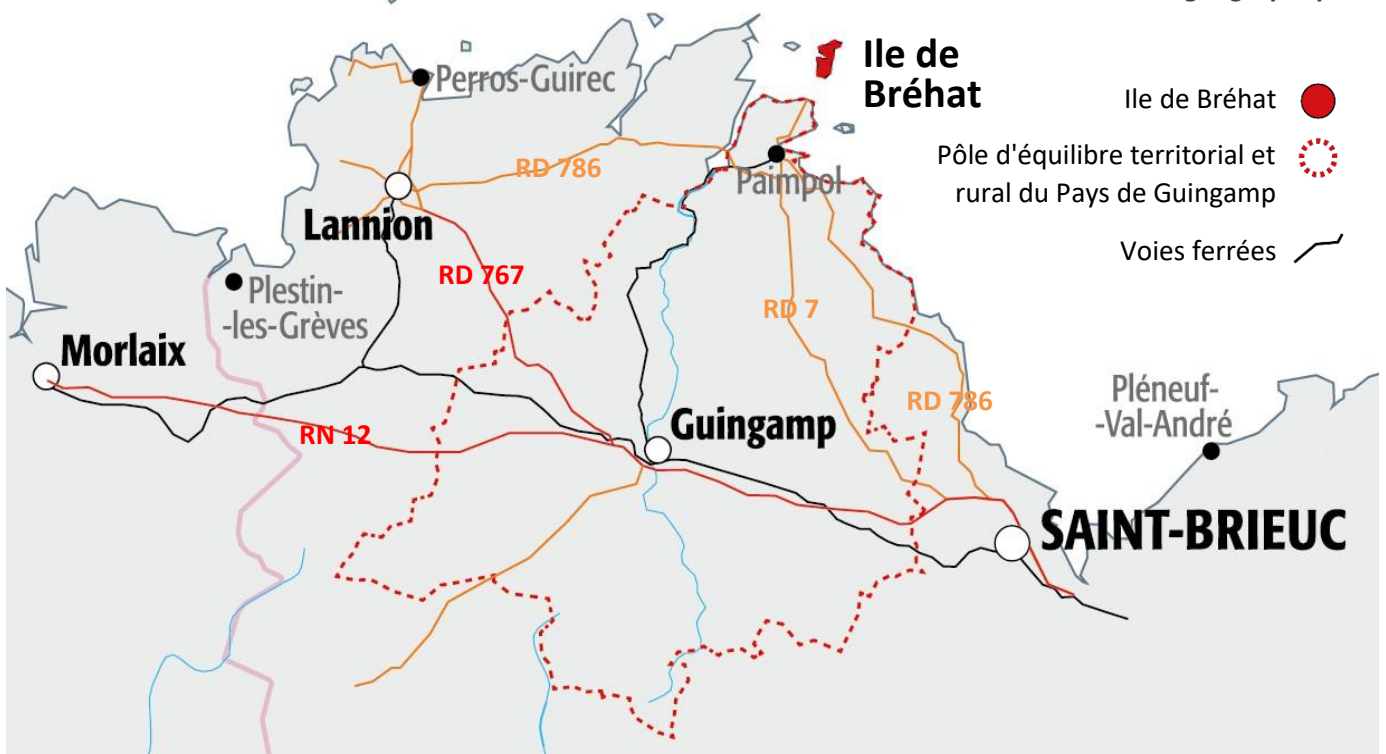 Ile de
Bréhat
Perros-Guirec
Ile de Bréhat
Pôle d'équilibre territorial et
rural du Pays de Guingamp
RD 786
Paimpol
Lannion
Voies ferrées
RD 767
Plestin-
-les-Grèves
RD 7
Morlaix
Pléneuf-
-Val-André
RD 786
Guingamp
RN 12
SAINT-BRIEUC